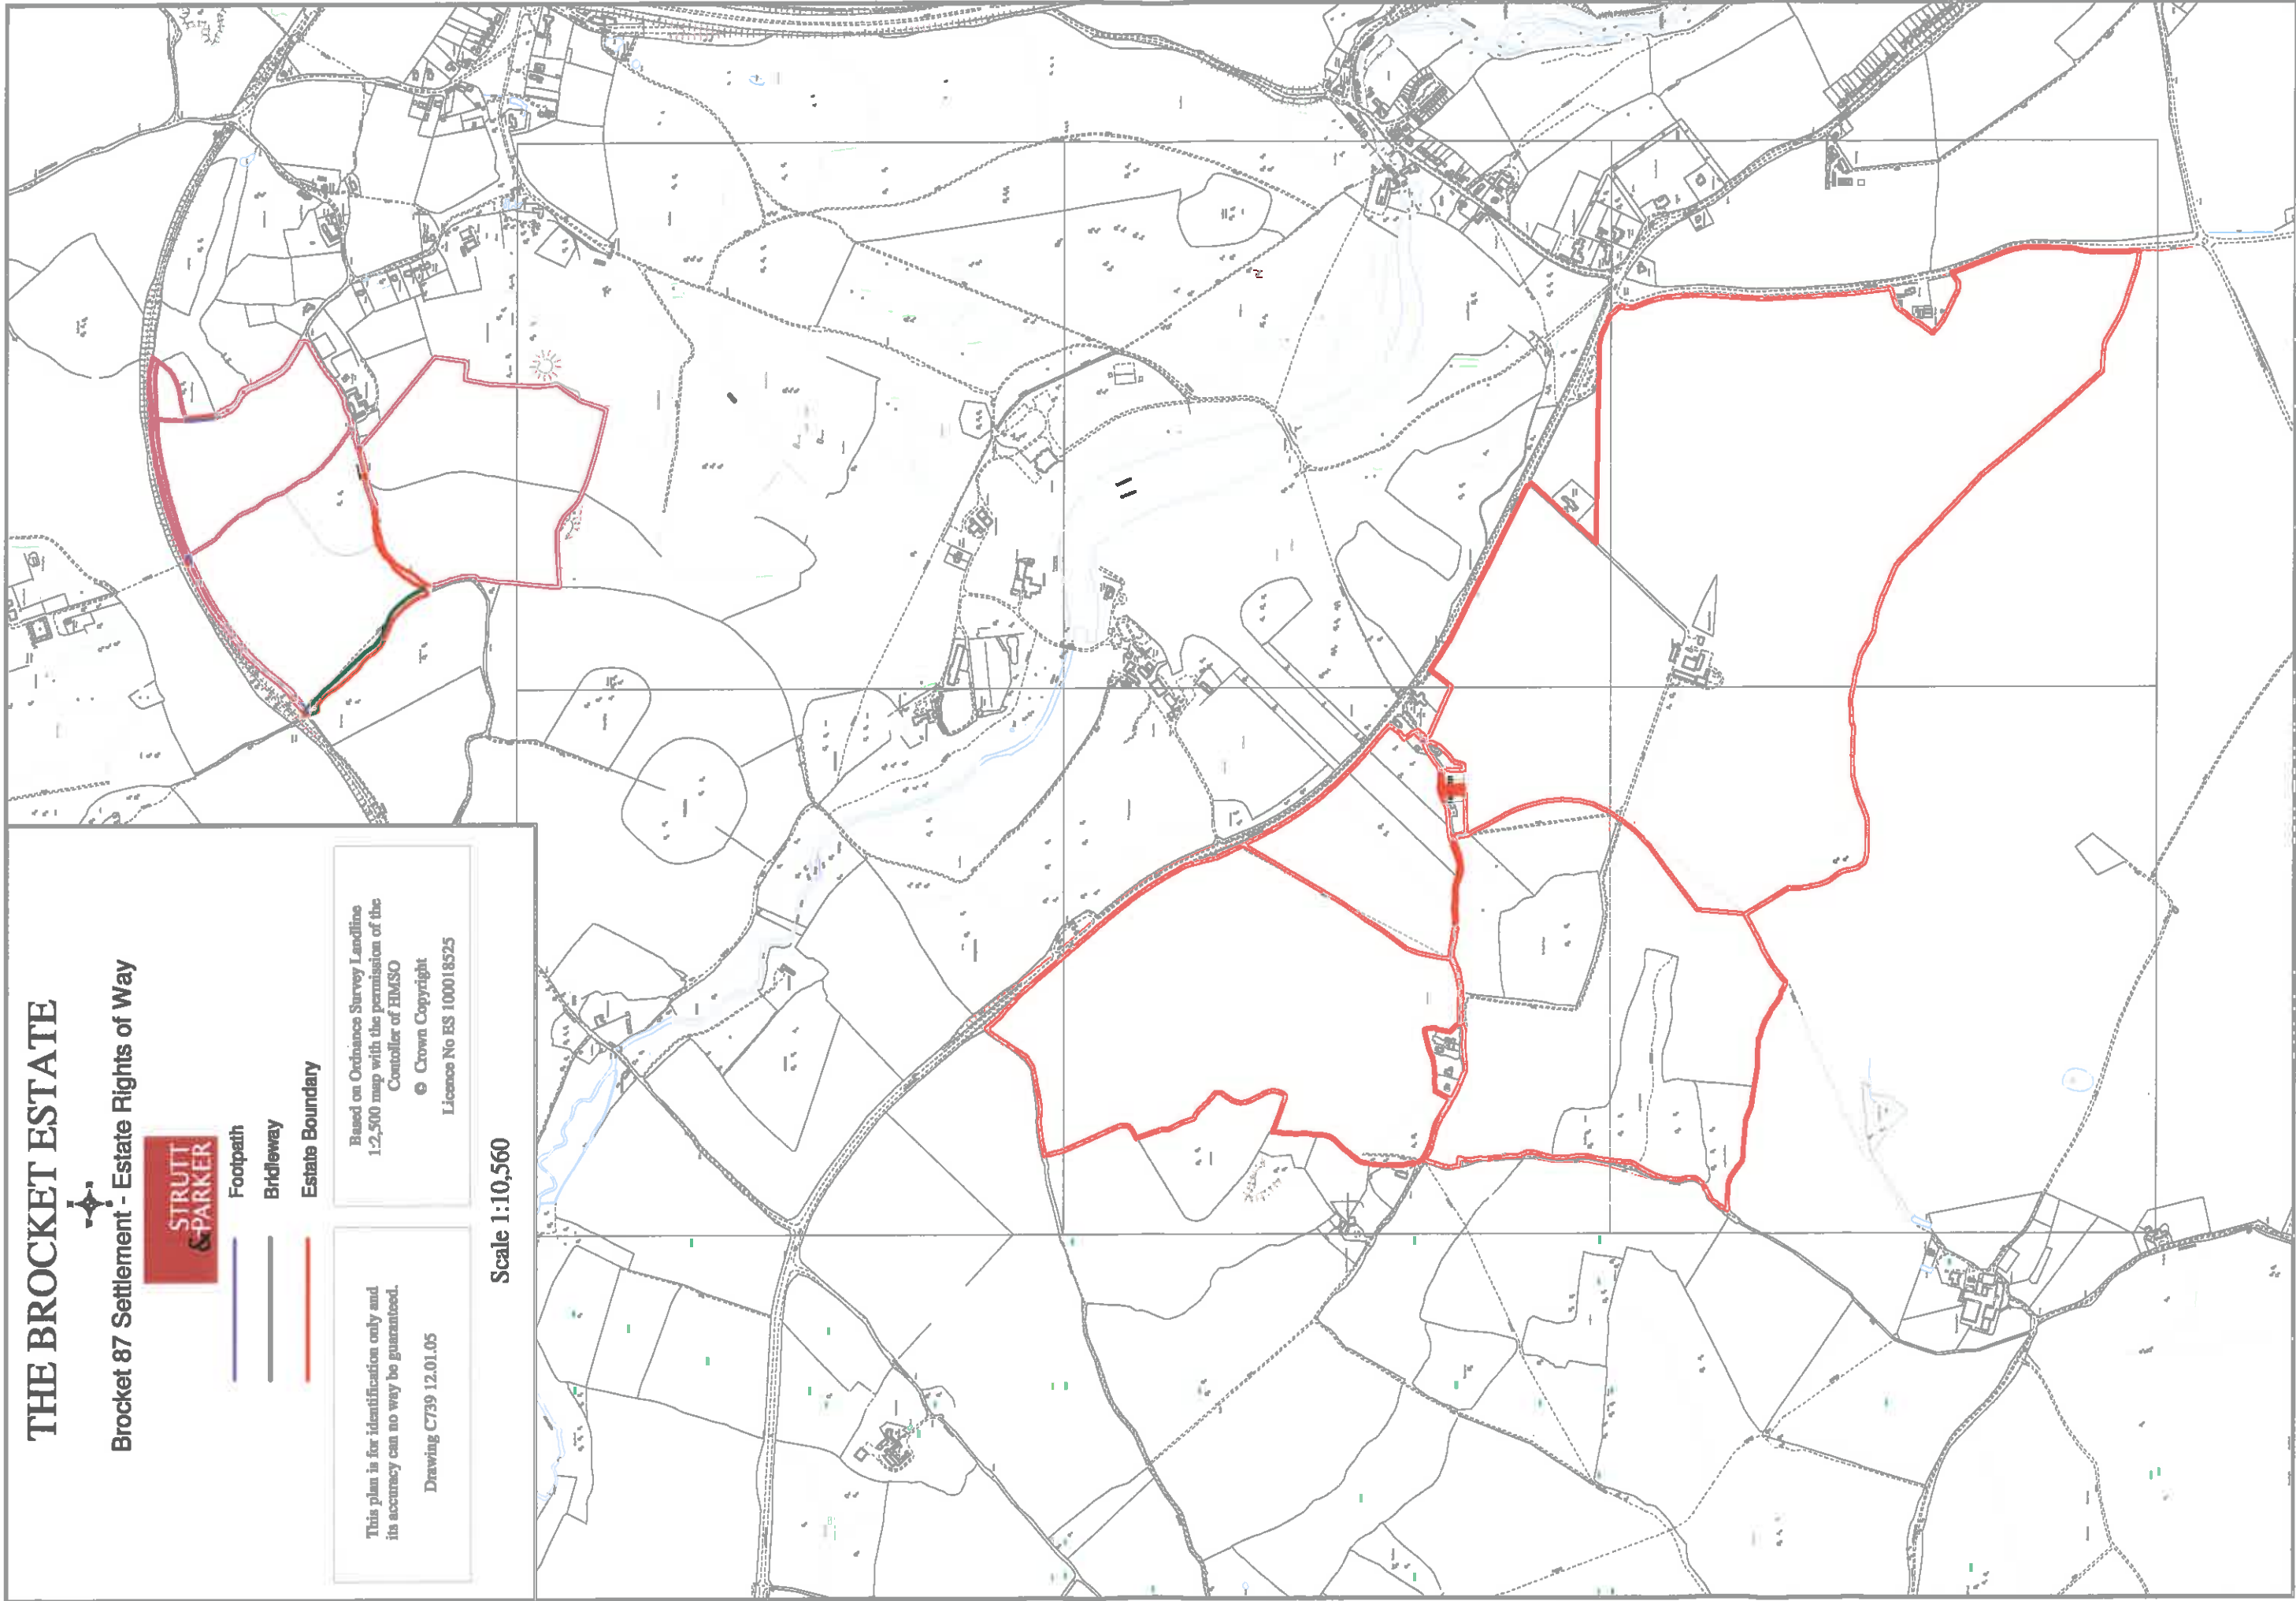 THE BROCKET ESTATE
Brocket 87 Settlement - Estate Rights of Way
STRUTT
& PARKER
Footpath
Bridleway
Estate Boundary
This plan is for identification only and
its accuracy can no way be guaranteed.
Drawing C739 12.01.05
Based on Ordnance Survey Landline
1:2,500 map with the permission of the
Contoller of HMSO
© Crown Copyright
Licence No ES 100018525
Scale 1:10,560